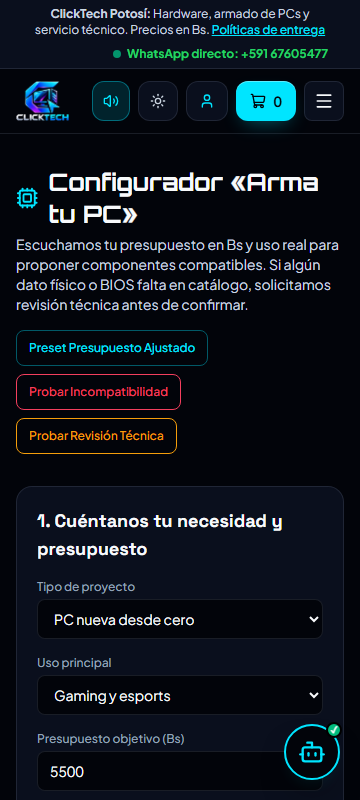 ClickTech Potosí: Hardware, armado de PCs y
servicio técnico. Precios en Bs. Políticas de entrega
WhatsApp directo: +591 67605477
CLICKTECH
0
Configurador «Arma
tu PC»
Escuchamos tu presupuesto en Bs y uso real para
proponer componentes compatibles. Si algún
dato físico o BIOS falta en catálogo, solicitamos
revisión técnica antes de confirmar.
Preset Presupuesto Ajustado
Probar Incompatibilidad
Probar Revisión Técnica
1. Cuéntanos tu necesidad y
presupuesto
Tipo de proyecto
PC nueva desde cero
Uso principal
Gaming y esports
Presupuesto objetivo (Bs)
5500